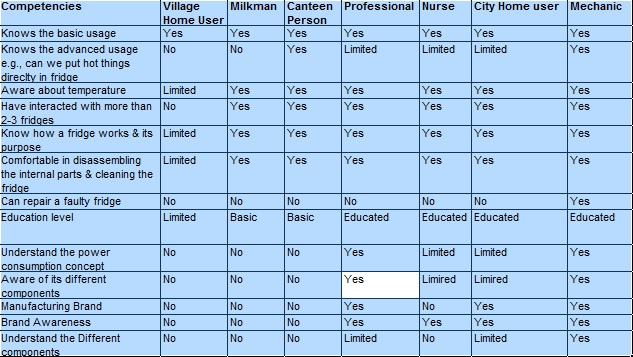 Competencies Village Milkman Canteen Professional Nurse City Home user Mechanic
Home User Person
Knows the basic usage Yes Yes Yes Yes Yes Yes Yes
Knows the advanced usage No No Yes Limited Limited Limited Yes
e.g., can we put hot things
direclty in fridge
Aware about temperature Limited Yes Yes Yes Yes Yes Yes
Have interacted with more than No Yes Yes Yes Yes Yes Yes
2-3 fridges
Know how a fridge works & its Limited Yes Yes Yes Yes Yes Yes
purpose
Comfortable in disassembling Limited Yes Yes Yes Yes Yes Yes
the internal parts & cleaning the
fridge
Can repair a faulty fridge No No No No No No Yes
Education level Limited Basic Basic Educated Educated Educated Educated
Understand the power No No No Yes Limited Limited Yes
consumption concept
Aware of its different No No No Yes Limired Limired Yes
components
Manufacturing Brand No No No Yes No Yes Yes
Brand Awareness No No No Yes Yes Yes Yes
Understand the Different No No No Limited No Limited Yes
components